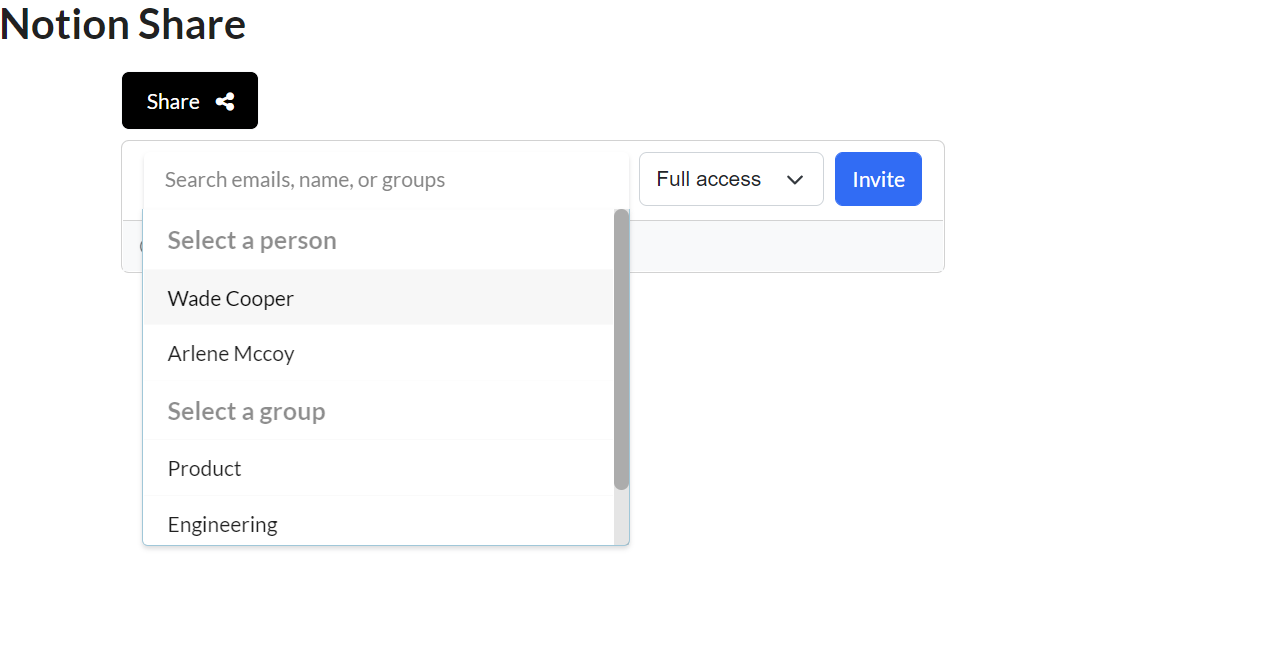 Notion Share
Share
Search emails, name, or groups
Full access
Invite
Select a person
Wade Cooper
Arlene Mccoy
Select a group
Product
Engineering